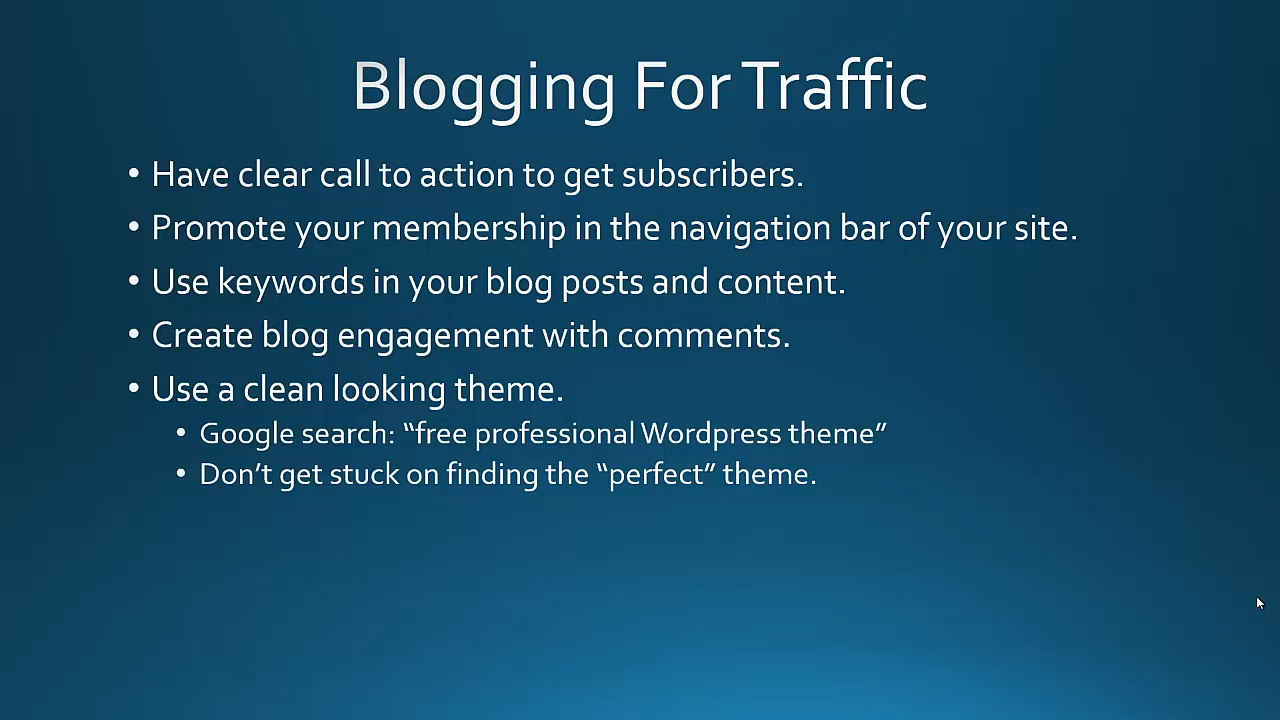 Blogging For Traffic
• Have clear call to action to get subscribers.
• Promote your membership in the navigation bar of your site.
• Use keywords in your blog posts and content.
• Create blog engagement with comments.
• Use a clean looking theme.
• Google search: “free professional Wordpress theme”
• Don’t get stuck on finding the “perfect” theme.